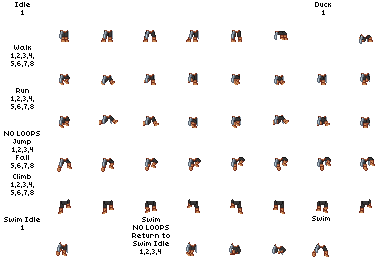 Idle
1
Duck
1
Walk
1,2,3,4,
5,6,7,8
Run
1,2,3,4,
5,6,7,8
NO LOOPS
Jump
1,2,3,4
Fall
5,6,7,8
Climb
1,2,3,4,
5,6,7,8
Swim Idle
1
Swim
NO LOOPS
Return to
Swim Idle
1,2,3,4
Swim